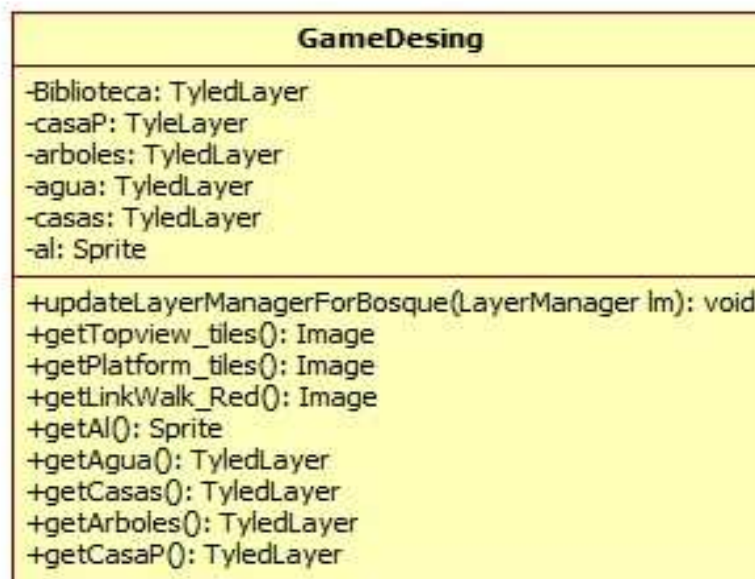 GameDesing
-Biblioteca: TyledLayer
-casaP: TyleLayer
-arboles: TyledLayer
-agua: TyledLayer
-casas: TyledLayer
-al: Sprite
+updateLayerManagerForBosque(LayerManager lm): void
+getTopview_tiles(): Image
+getPlatform_tiles(): Image
+getLinkWalk_Red(): Image
+getAl(): Sprite
+getAgua(): TyledLayer
+getCasas(): TyledLayer
+getArboles(): TyledLayer
+getCasaP(): TyledLayer